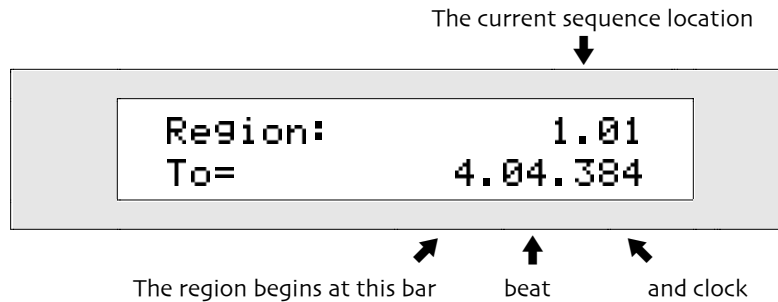 The current sequence location
Region: 1.01
To= 4.04.384
The region begins at this bar beat and clock